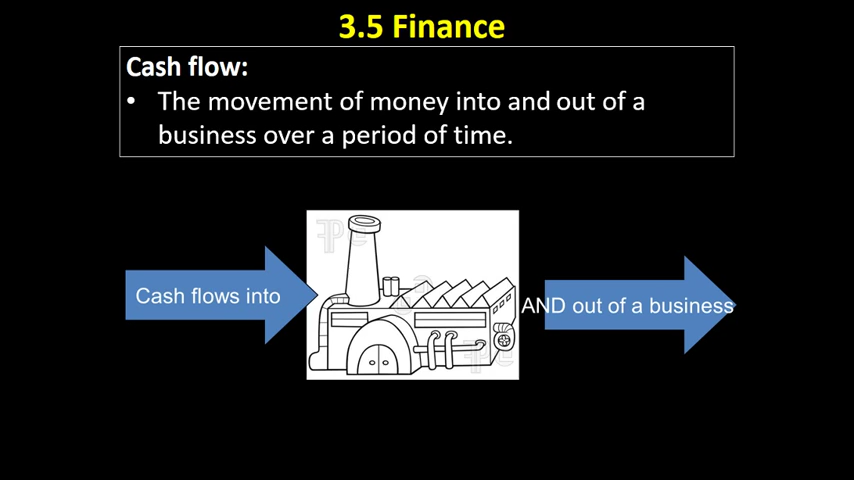 3.5 Finance
Cash flow:
• The movement of money into and out of a
business over a period of time.
Cash flows into
AND out of a business